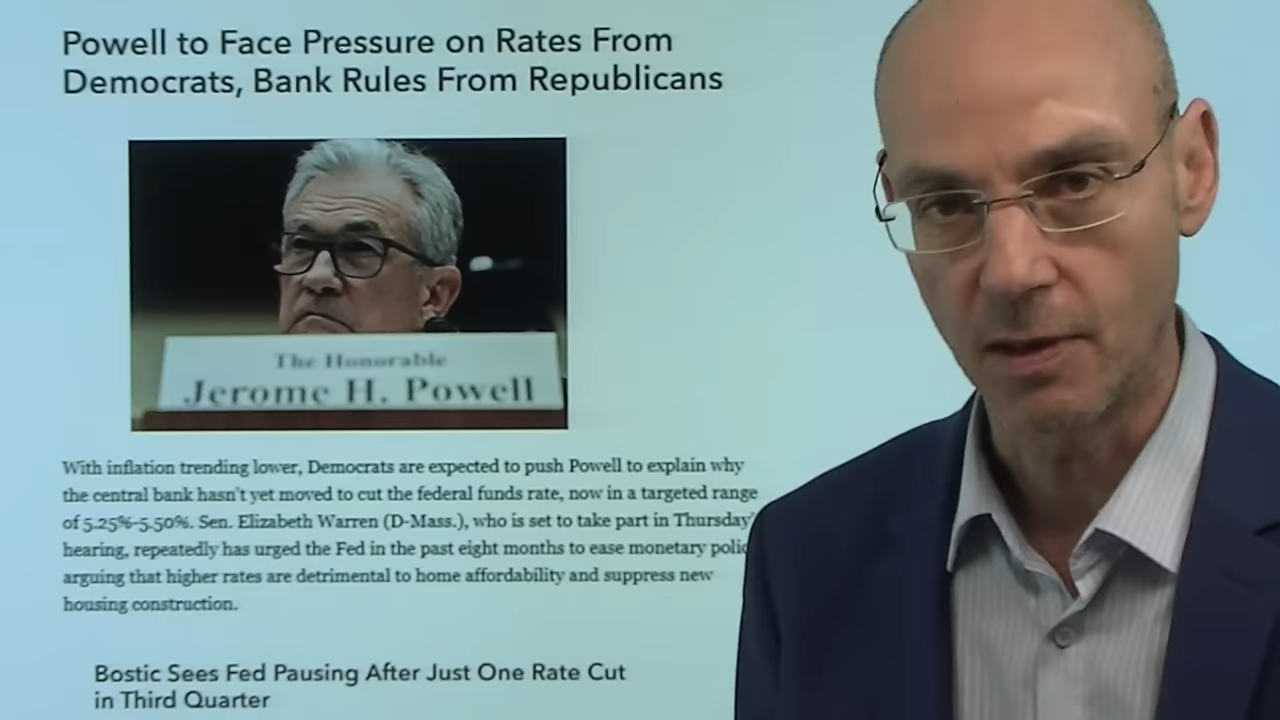 Powell to Face Pressure on Rates From
Democrats, Bank Rules From Republicans
The Honorable
Jerome H. Powell
With inflation trending lower, Democrats are expected to push Powell to explain why
the central bank hasn't yet moved to cut the federal funds rate, now in a targeted range
of 5.25%-5.50%. Sen. Elizabeth Warren (D-Mass.), who is set to take part in Thursday'
hearing, repeatedly has urged the Fed in the past eight months to ease monetary polic
arguing that higher rates are detrimental to home affordability and suppress new
housing construction.
Bostic Sees Fed Pausing After Just One Rate Cut
in Third Quarter